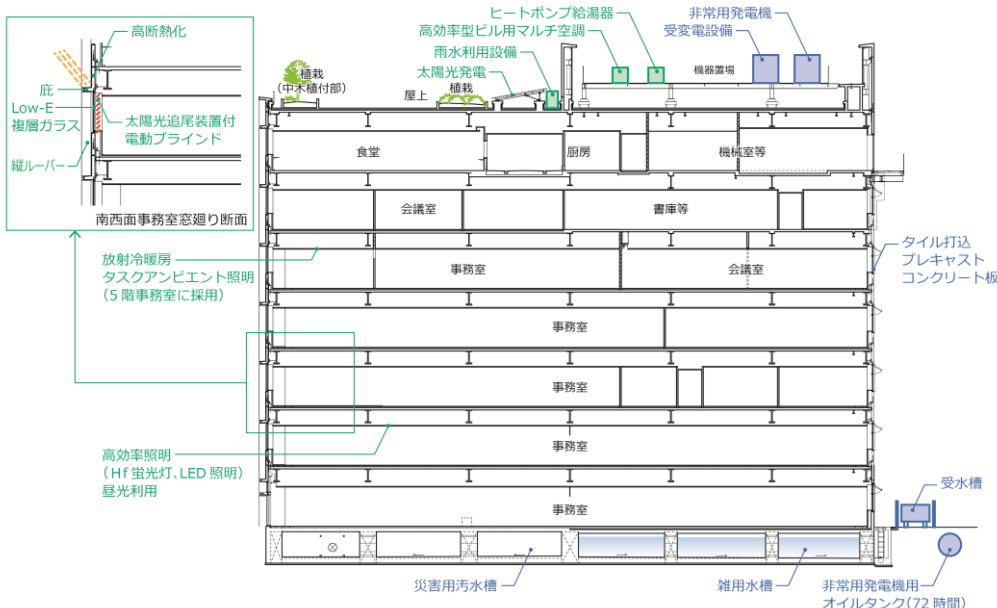 高断熱化
庇
Low-E
複層ガラス
太陽光追尾装置付
電動ブラインド
縦ルーバー
南西面事務室窓廻り断面
植栽
(中木植付部)
屋上
植栽
ヒートポンプ給湯器
高効率型ビル用マルチ空調
雨水利用設備
太陽光発電
非常用発電機
受変電設備
機器置場
食堂
厨房
機械室等
会議室
書庫等
放射冷暖房
タスクアンビエント照明
(5階事務室に採用)
事務室
会議室
タイル打込
プレキャスト
コンクリート板
事務室
事務室
高効率照明
(Hf蛍光灯、LED照明)
昼光利用
事務室
事務室
受水槽
災害用汚水槽
雑用水槽
非常用発電機用
オイルタンク(72時間)